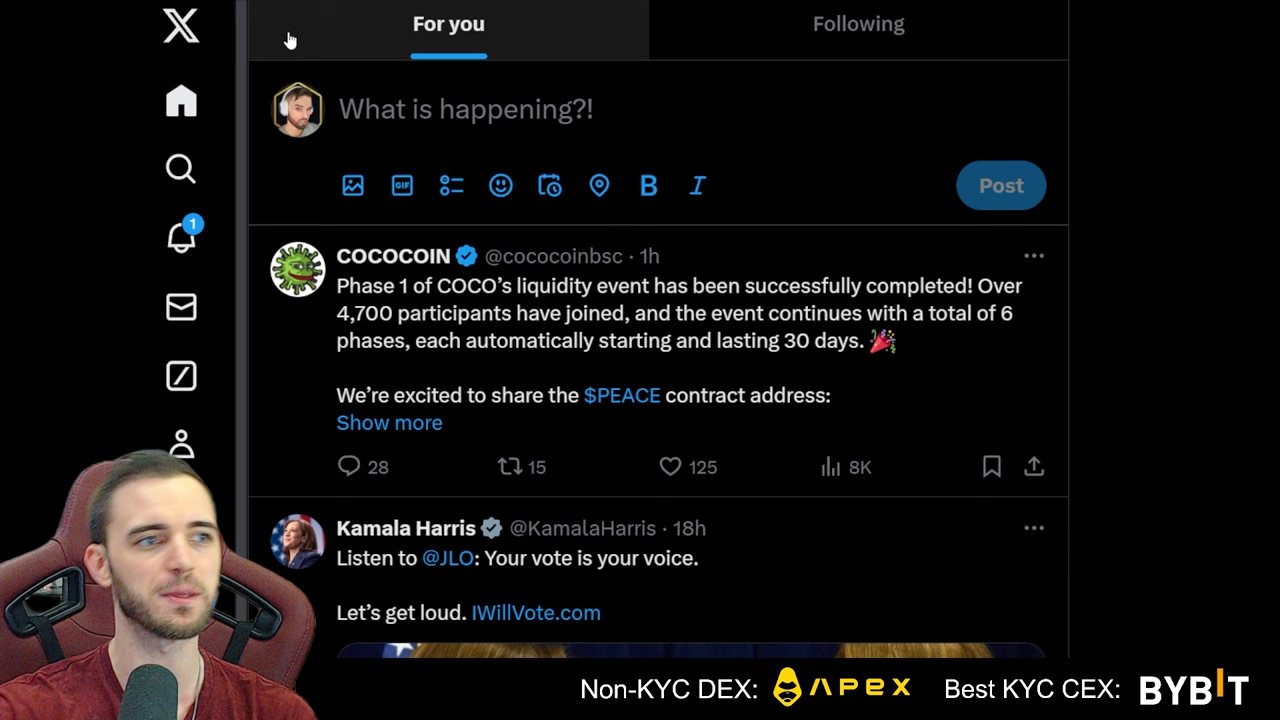 For you
Following
What is happening?!
GIF
B
I
Post
1
COCOCOIN @cococoinbsc · 1h
Phase 1 of COCO’s liquidity event has been successfully completed! Over
4,700 participants have joined, and the event continues with a total of 6
phases, each automatically starting and lasting 30 days. 🎉
We’re excited to share the $PEACE contract address:
Show more
28 15 125 8K
Kamala Harris @KamalaHarris · 18h
Listen to @JLO: Your vote is your voice.
Let’s get loud. IWillVote.com
Non-KYC DEX: APEX Best KYC CEX: BYBIT